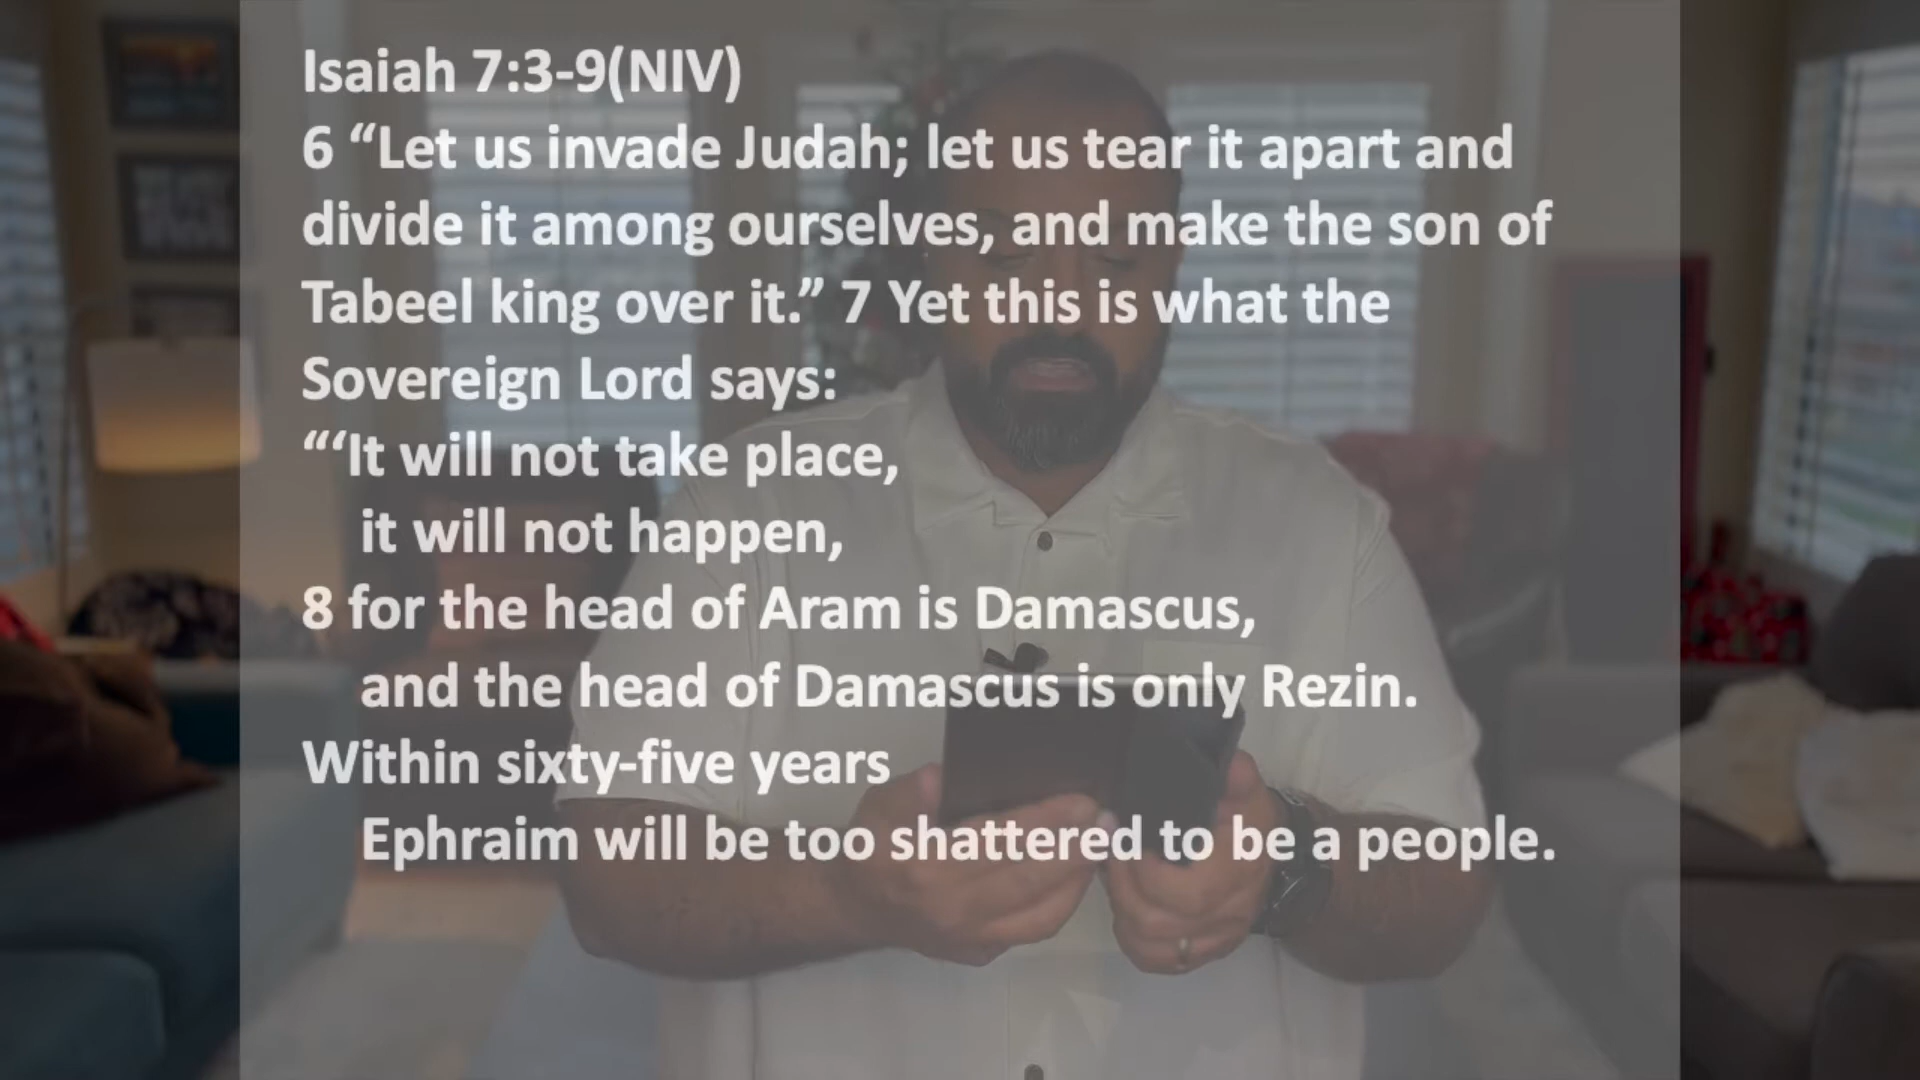 Isaiah 7:3-9(NIV)
6 “Let us invade Judah; let us tear it apart and
divide it among ourselves, and make the son of
Tabeel king over it.” 7 Yet this is what the
Sovereign Lord says:
“‘It will not take place,
it will not happen,
8 for the head of Aram is Damascus,
and the head of Damascus is only Rezin.
Within sixty-five years
Ephraim will be too shattered to be a people.